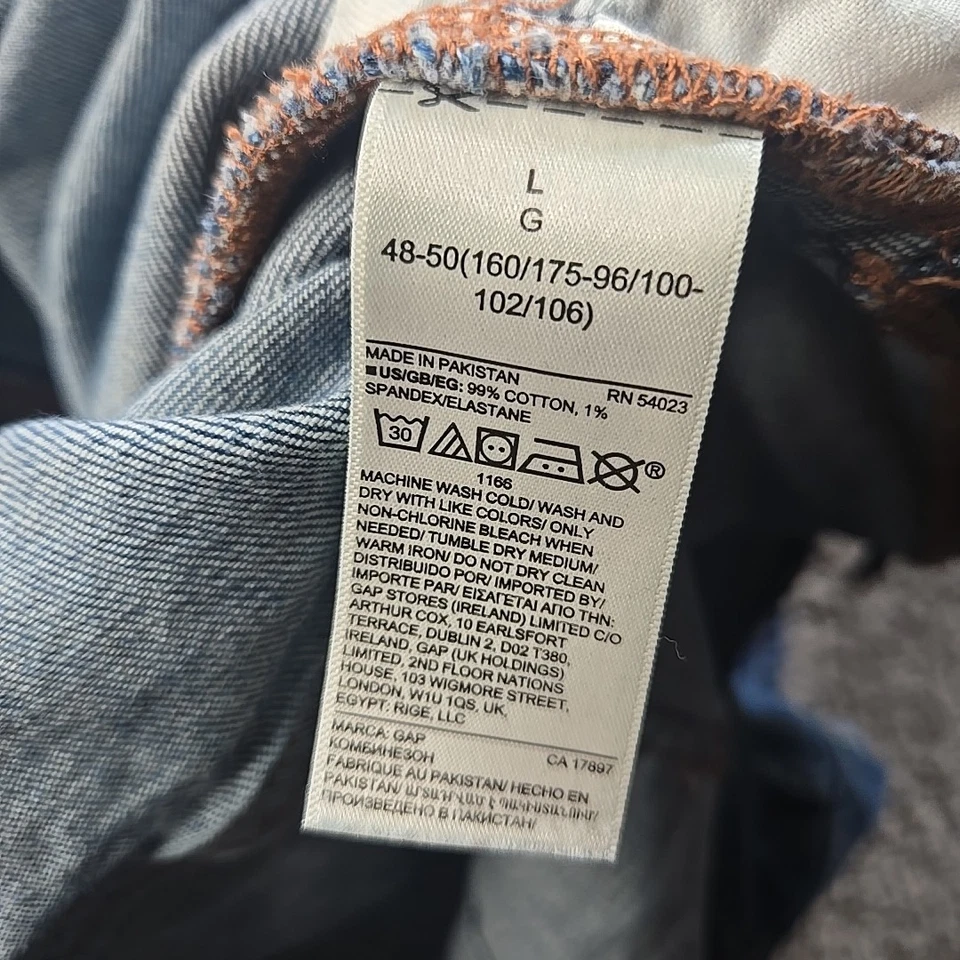 L
G
48-50(160/175-96/100-
102/106)
MADE IN PAKISTAN
RN 54023
■US/GB/EG: 99% COTTON, 1%
SPANDEX/ELASTANE
30
®
1166
MACHINE WASH COLD/ WASH AND
DRY WITH LIKE COLORS/ ONLY
NON-CHLORINE BLEACH WHEN
NEEDED/ TUMBLE DRY MEDIUM/
WARM IRON/ DO NOT DRY CLEAN
DISTRIBUIDO POR/ IMPORTED BY/
IMPORTE PAR/ ΕΙΣΑΓΕΤΑΙ ΑΠΟ ΤΗΝ:
GAP STORES (IRELAND) LIMITED C/O
ARTHUR COX, 10 EARLSFORT
TERRACE, DUBLIN 2, D02 T380,
IRELAND, GAP (UK HOLDINGS)
LIMITED, 2ND FLOOR NATIONS
HOUSE, 103 WIGMORE STREET,
LONDON, W1U 1QS, UK,
EGYPT: RIGE, LLC
MARCA: GAP
КОМБИНЕЗОН
CA 17897
FABRIQUE AU PAKISTAN/ HECHO EN
PAKISTAN/ ԱՐՏԱԴՐՎԱԾ Է ՊԱԿԻՍՏԱՆՈՒՄ/
ПРОИЗВЕДЕНО В ПАКИСТАН/